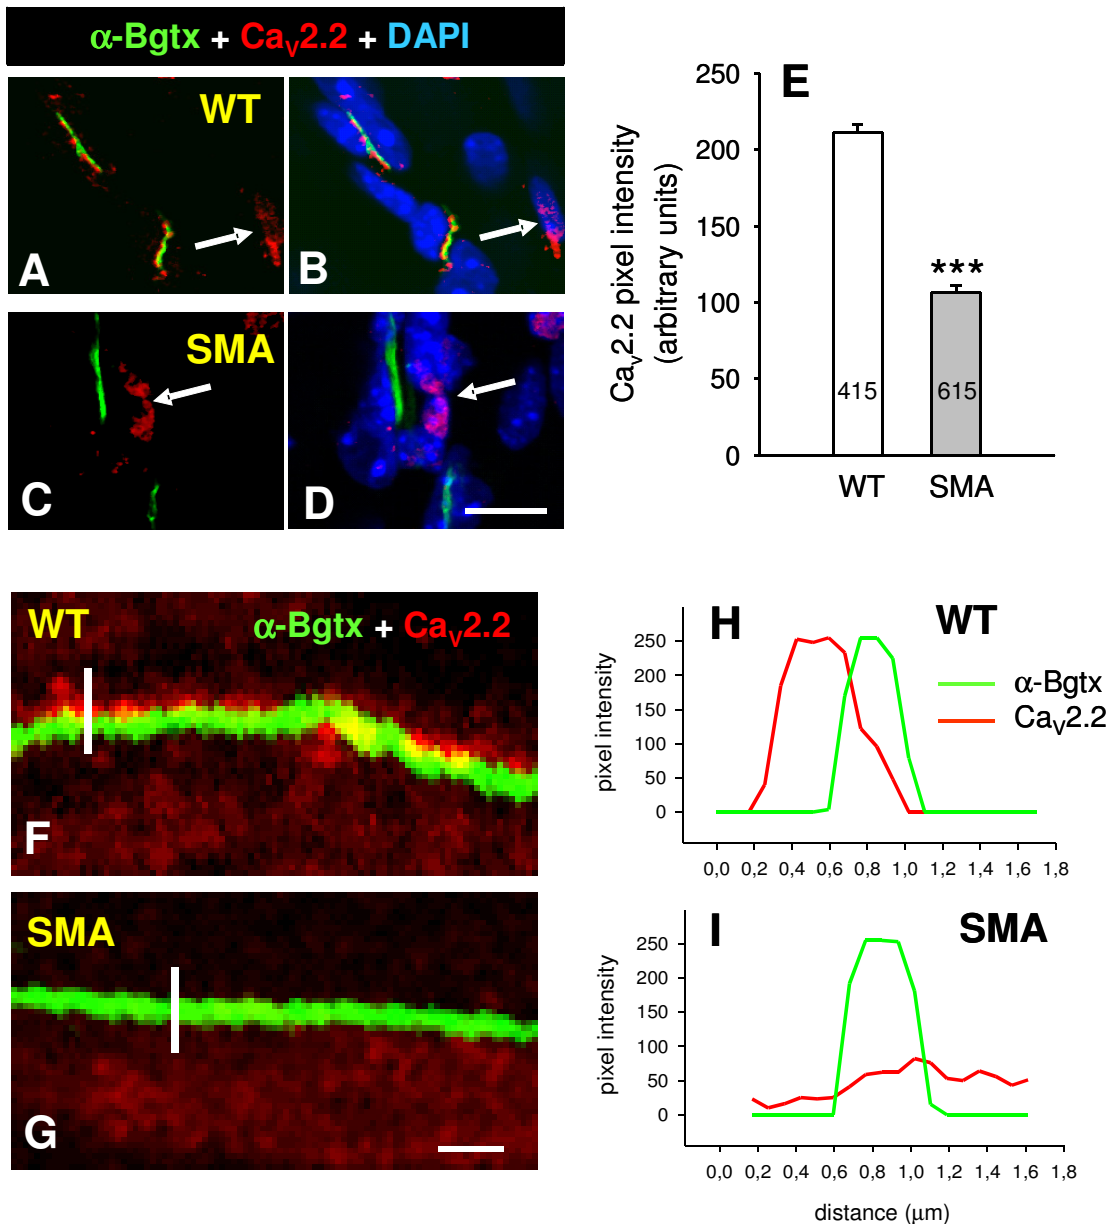 α-Bgtx + CaV2.2 + DAPI
WT
A
B
SMA
C
D
E
Cav2.2 pixel intensity
(arbitrary units)
250
200
150
100
50
0
***
415
615
WT
SMA
WT
α-Bgtx + CaV2.2
F
SMA
G
H
WT
pixel intensity
250
200
150
100
50
0
α-Bgtx
CaV2.2
0,0 0,2 0,4 0,6 0,8 1,0 1,2 1,4 1,6 1,8
I
SMA
pixel intensity
250
200
150
100
50
0
0,0 0,2 0,4 0,6 0,8 1,0 1,2 1,4 1,6 1,8
distance (μm)